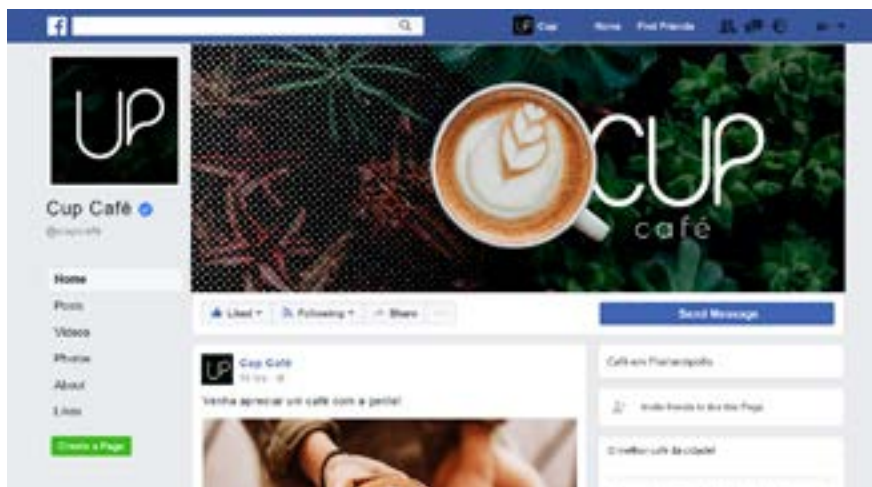 f
Cup
Home Find Friends
UP
Cup Café
@cupcafé
CUP
café
Home
Posts
Videos
Photos
About
Likes
Create a Page
Liked Following Share
Send Message
UP
Cup Café
Venha apreciar um café com a gente!
Café em Florianópolis
Invite friends to like this Page
O melhor café da cidade!